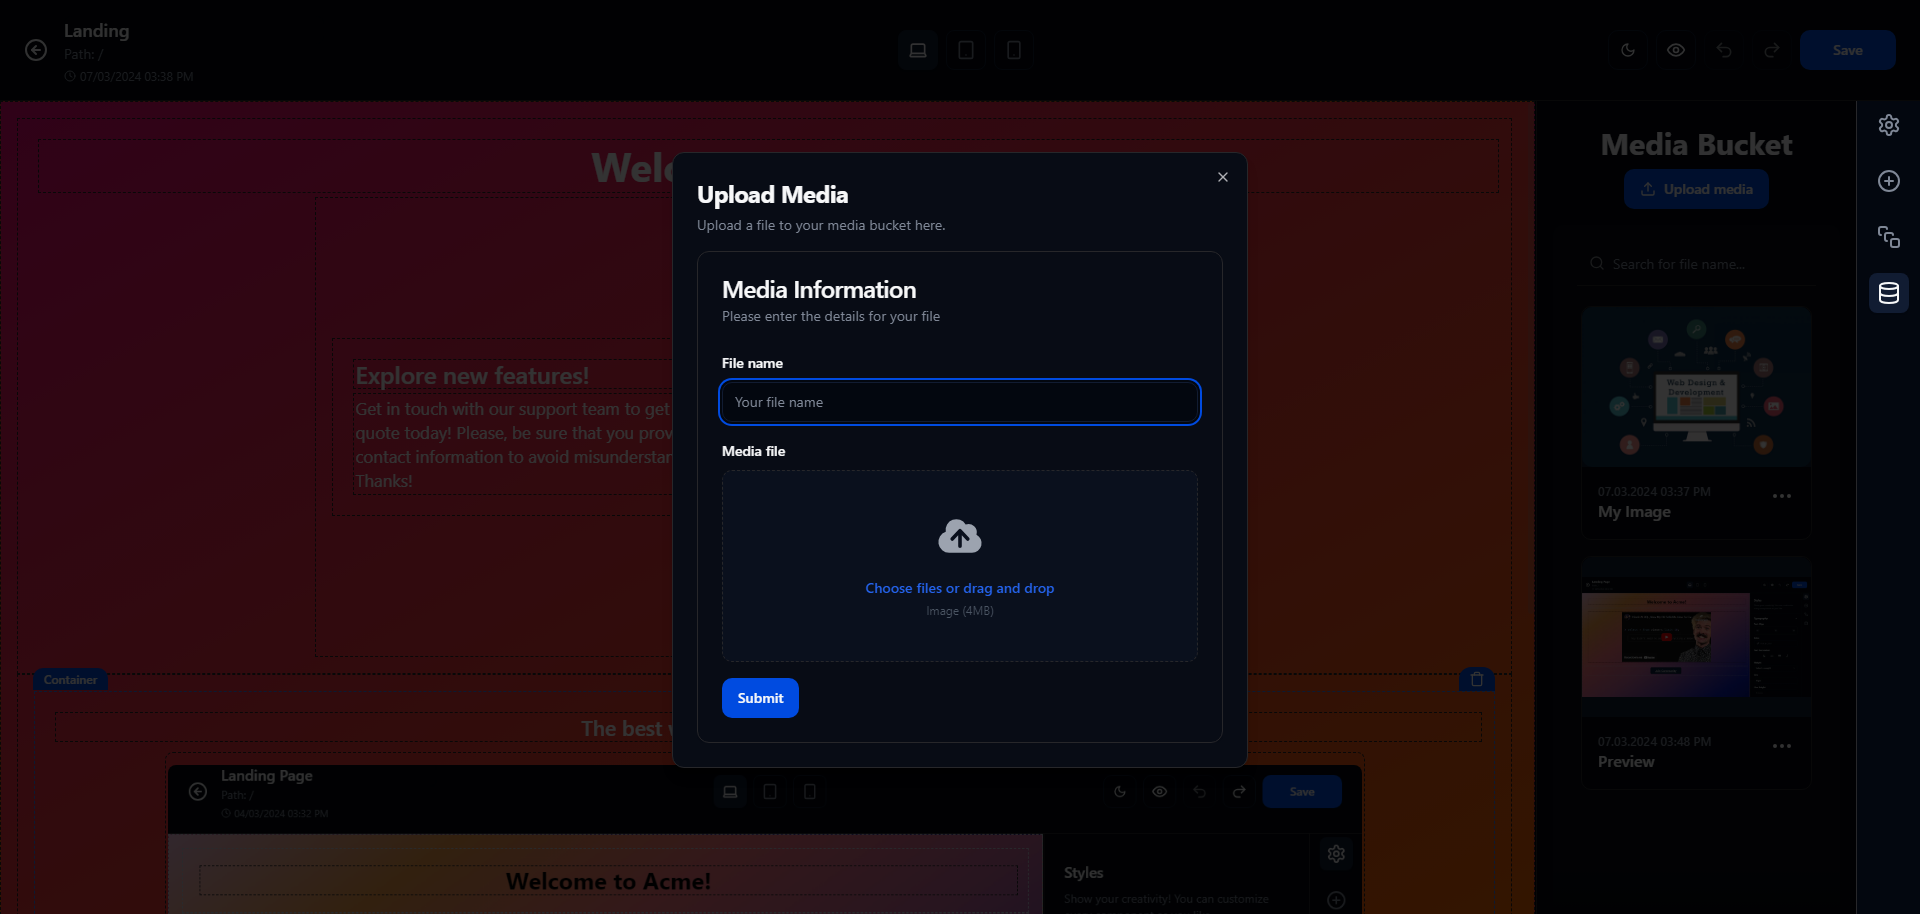 Landing
Path: /
07/03/2024 03:38 PM
Save
Welc
Explore new features!
Get in touch with our support team to get
quote today! Please, be sure that you prov
contact information to avoid misunderstan
Thanks!
Container
The best w
Landing Page
Path: /
04/03/2024 03:32 PM
Save
Welcome to Acme!
Styles
Show your creativity! You can customize
Upload Media
Upload a file to your media bucket here.
Media Information
Please enter the details for your file
File name
Your file name
Media file
Choose files or drag and drop
Image (4MB)
Submit
Media Bucket
Upload media
Search for file name...
Web Design &
Development
07.03.2024 03:37 PM
My Image
07.03.2024 03:48 PM
Preview